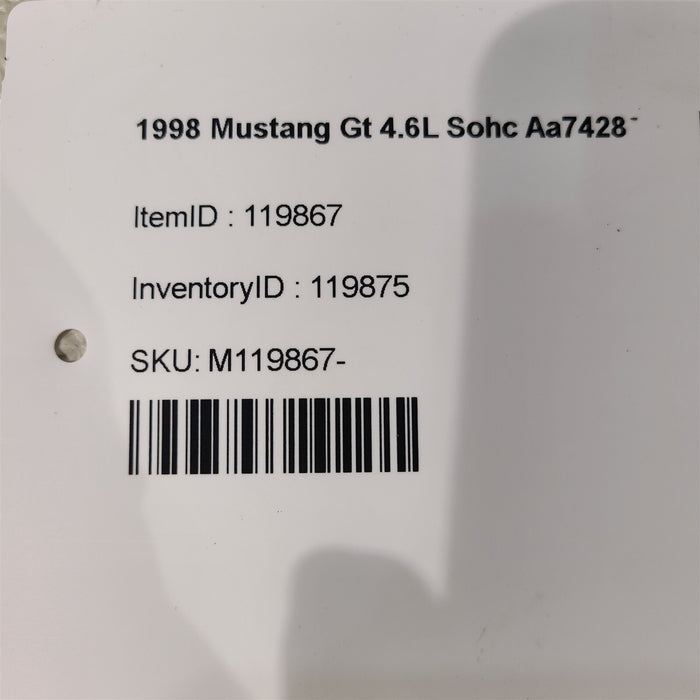 1998 Mustang Gt 4.6L Sohc Aa7428-
ItemID : 119867
InventoryID : 119875
SKU: M119867-